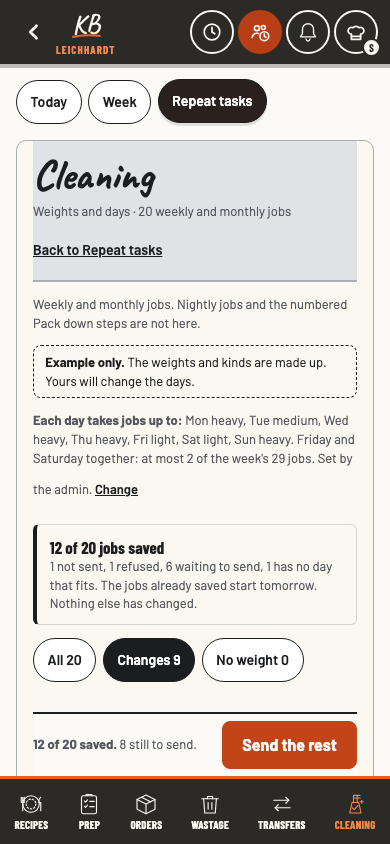 KB
LEICHHARDT
S
Today
Week
Repeat tasks
Cleaning
Weights and days · 20 weekly and monthly jobs
Back to Repeat tasks
Weekly and monthly jobs. Nightly jobs and the numbered
Pack down steps are not here.
Example only. The weights and kinds are made up.
Yours will change the days.
Each day takes jobs up to: Mon heavy, Tue medium, Wed
heavy, Thu heavy, Fri light, Sat light, Sun heavy. Friday and
Saturday together: at most 2 of the week's 29 jobs. Set by
the admin. Change
12 of 20 jobs saved
1 not sent, 1 refused, 6 waiting to send, 1 has no day
that fits. The jobs already saved start tomorrow.
Nothing else has changed.
All 20
Changes 9
No weight 0
12 of 20 saved. 8 still to send.
Send the rest
RECIPES
PREP
ORDERS
WASTAGE
TRANSFERS
CLEANING